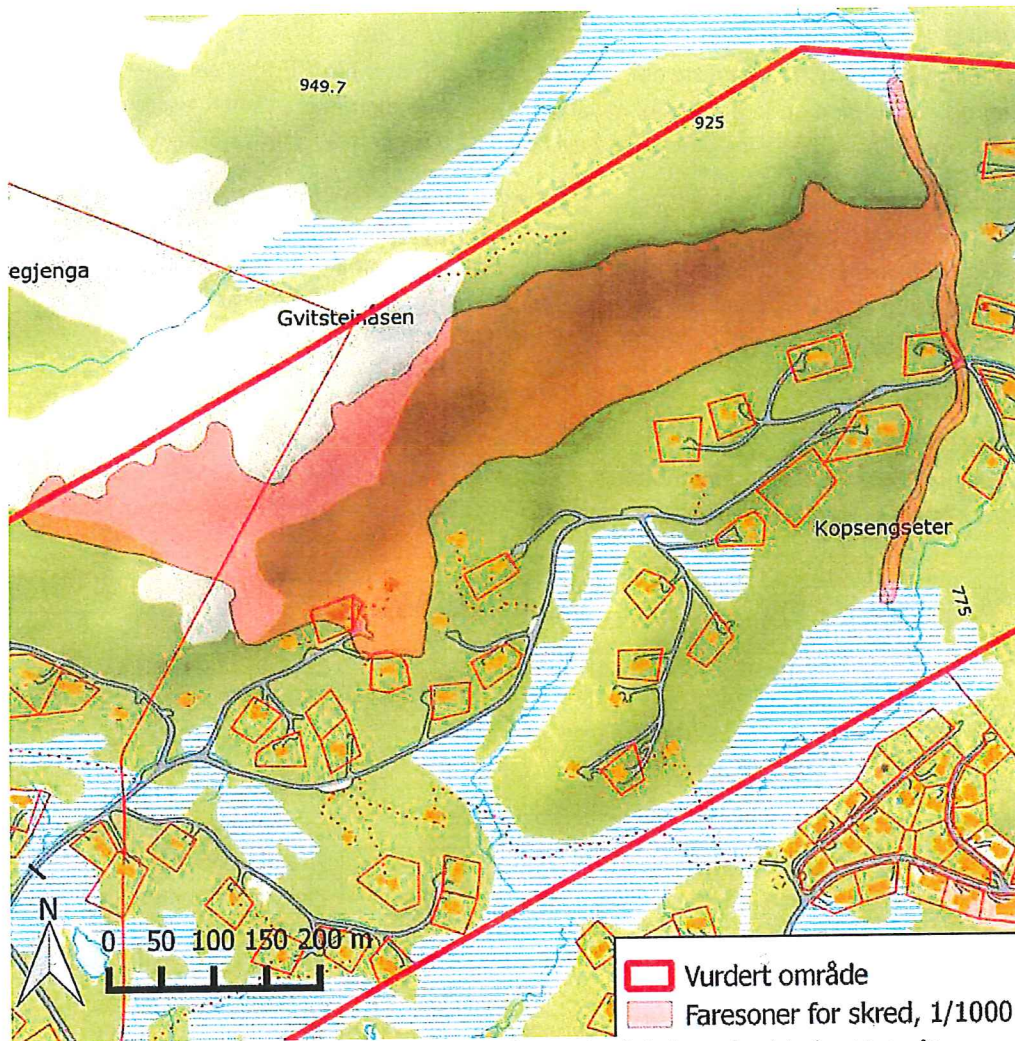 949.7
925
egjenga
Gvitsteinåsen
Kopsengseter
775
N
0 50 100 150 200 m
Vurdert område
Faresoner for skred, 1/1000